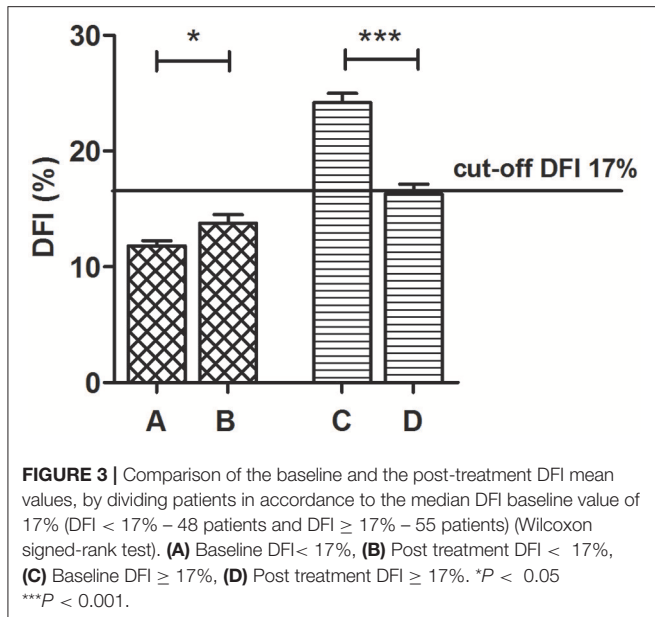 30
20
10
0
DFI (%)
*
***
cut-off DFI 17%
A B C D
FIGURE 3 | Comparison of the baseline and the post-treatment DFI mean
values, by dividing patients in accordance to the median DFI baseline value of
17% (DFI < 17% – 48 patients and DFI ≥ 17% – 55 patients) (Wilcoxon
signed-rank test). (A) Baseline DFI< 17%, (B) Post treatment DFI < 17%,
(C) Baseline DFI ≥ 17%, (D) Post treatment DFI ≥ 17%. *P < 0.05
***P < 0.001.